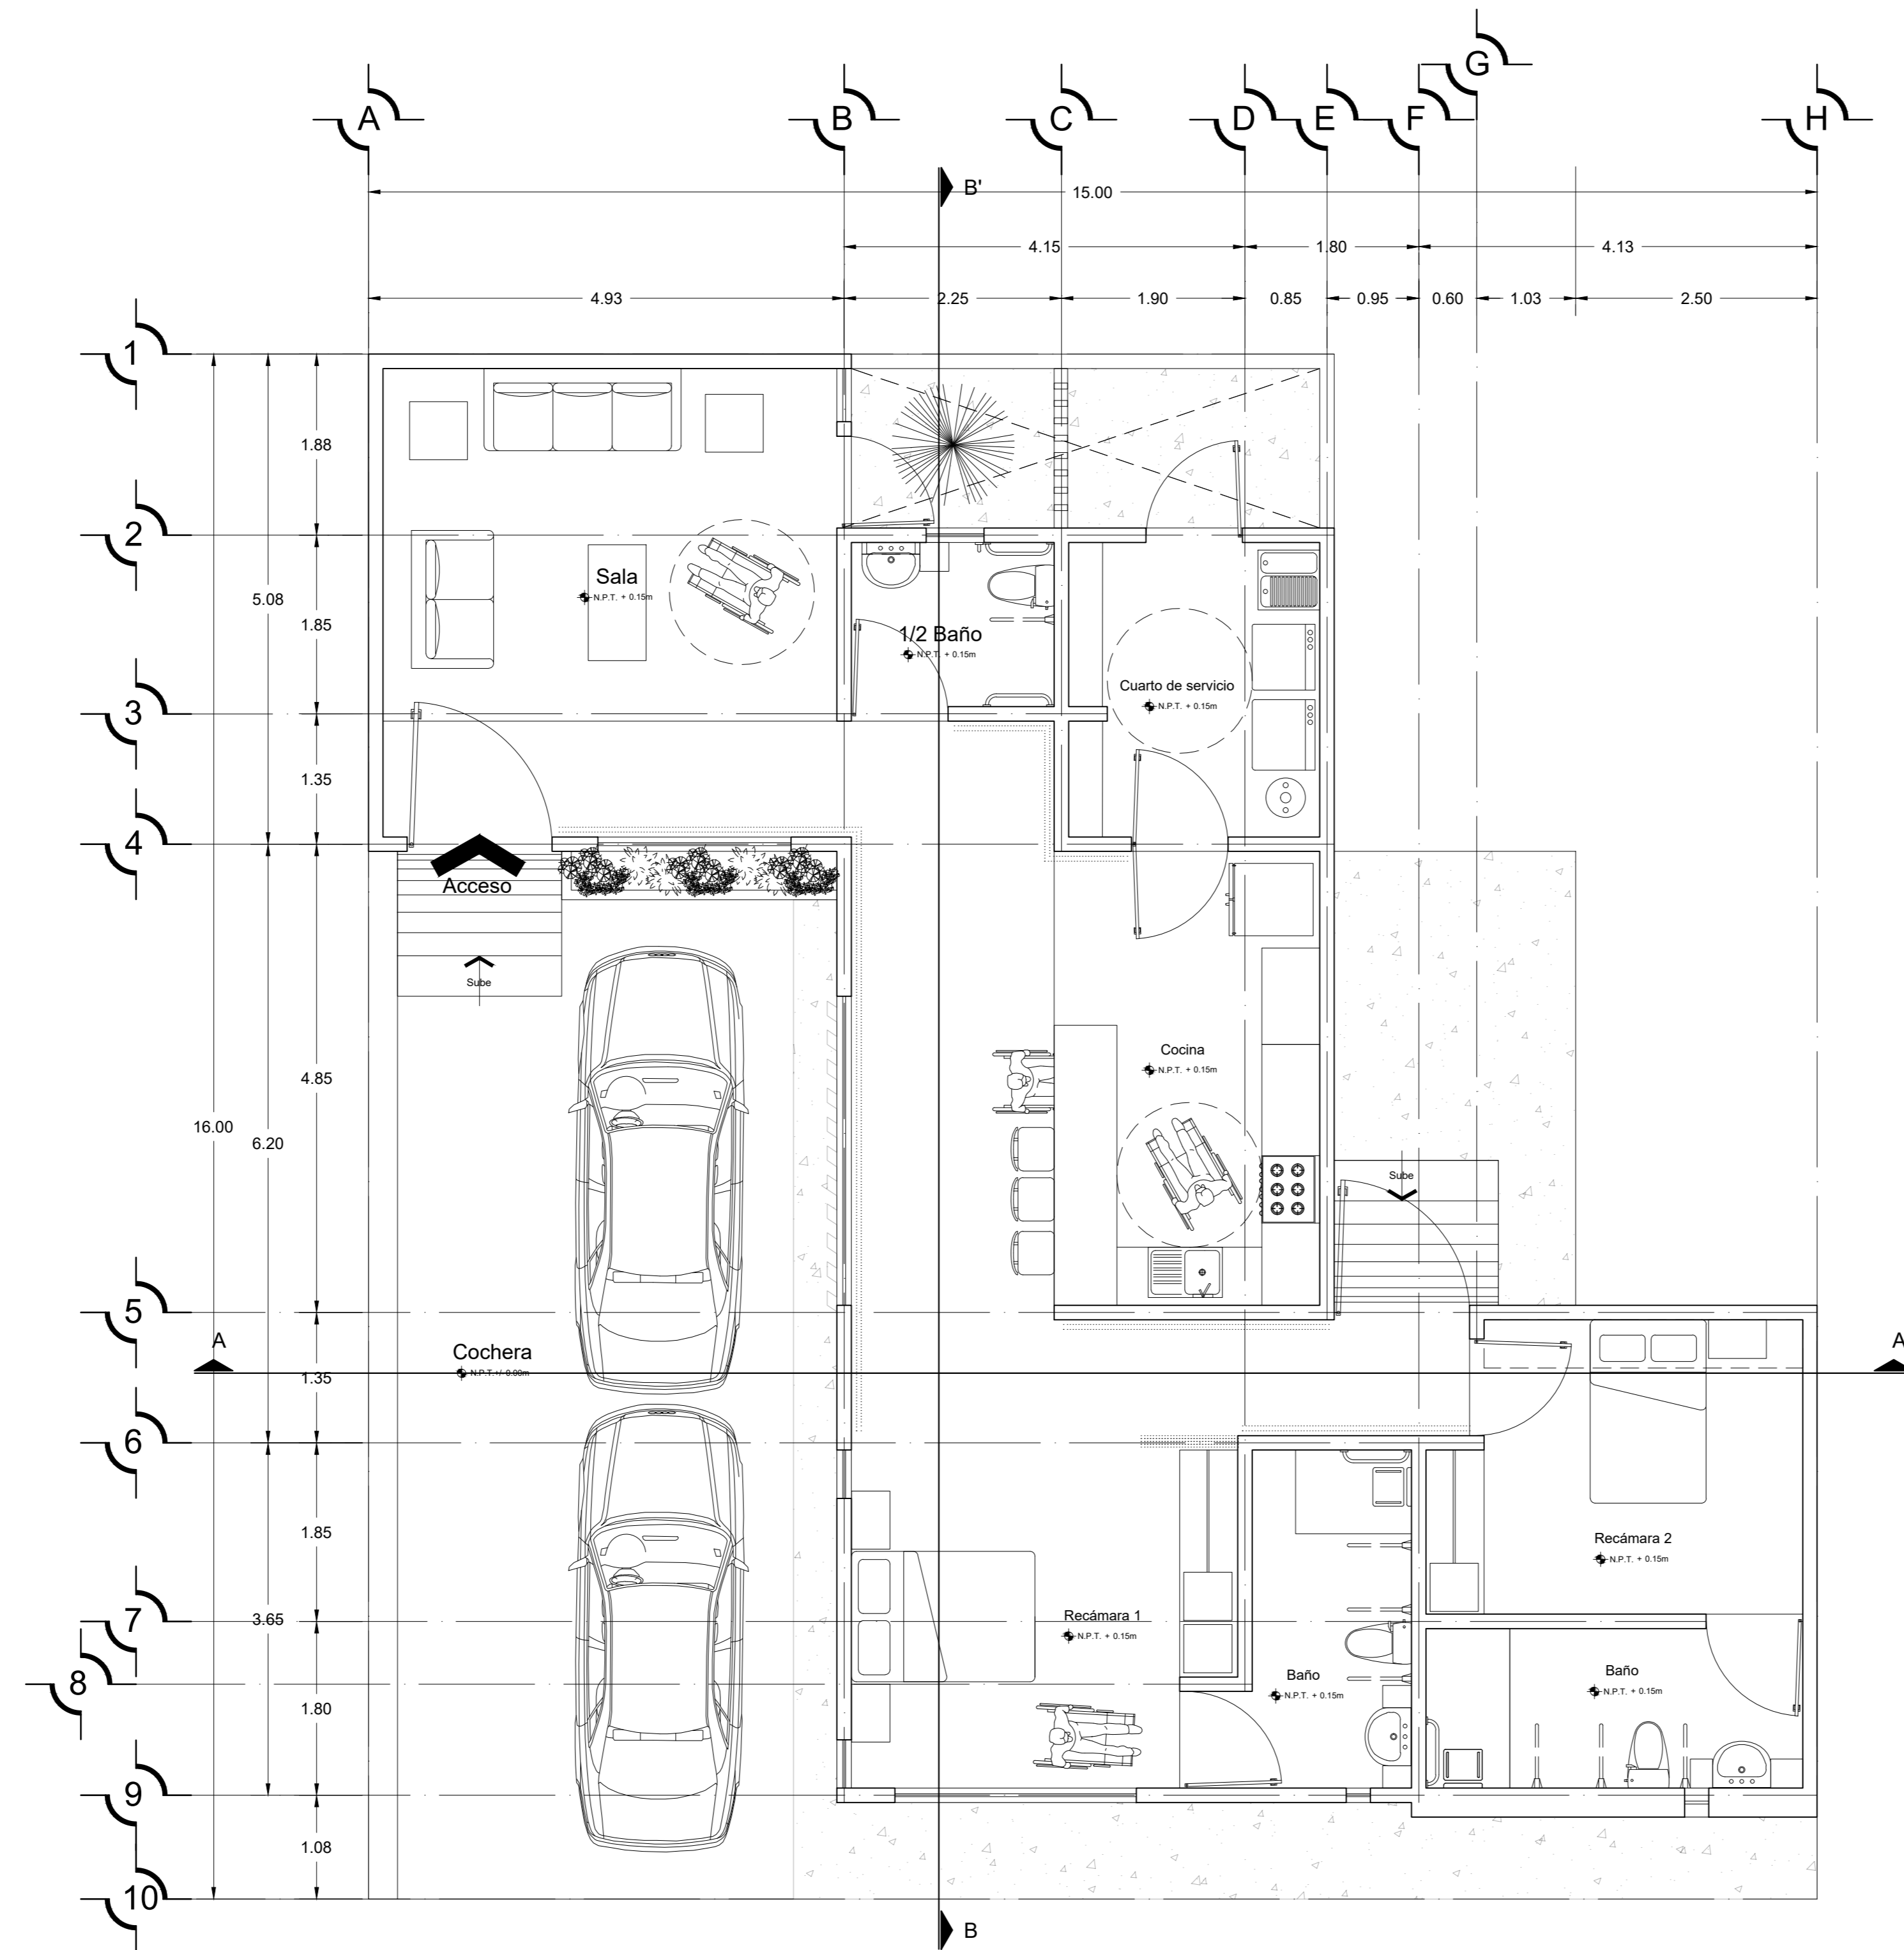 G
A B C D E F H
B'
15.00
4.15 1.80 4.13
4.93 2.25 1.90 0.85 0.95 0.60 1.03 2.50
1
1.88
2
Sala
N.P.T. + 0.15m
5.08
1.85
1/2 Baño
N.P.T. + 0.15m
Cuarto de servicio
N.P.T. + 0.15m
3
1.35
4
Acceso
Sube
Cocina
N.P.T. + 0.15m
4.85
16.00
6.20
Sube
5
A
A
Cochera
N.P.T.+/- 0.00m
1.35
6
1.85
Recámara 2
N.P.T. + 0.15m
3.65
7
Recámara 1
N.P.T. + 0.15m
Baño
N.P.T. + 0.15m
Baño
N.P.T. + 0.15m
8
1.80
9
1.08
10
B